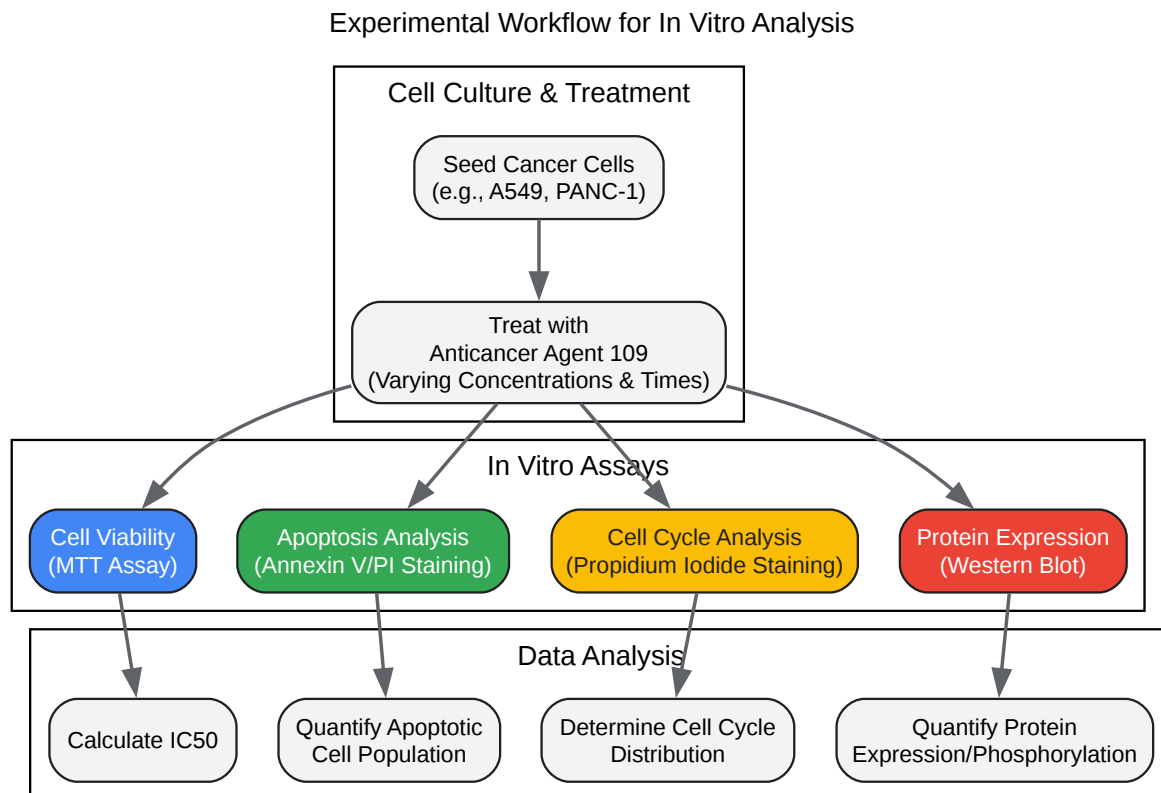 Experimental Workflow for In Vitro Analysis
Cell Culture & Treatment
Seed Cancer Cells
(e.g., A549, PANC-1)
Treat with
Anticancer Agent 109
(Varying Concentrations & Times)
In Vitro Assays
Cell Viability
(MTT Assay)
Apoptosis Analysis
(Annexin V/PI Staining)
Cell Cycle Analysis
(Propidium Iodide Staining)
Protein Expression
(Western Blot)
Data Analysis
Calculate IC50
Quantify Apoptotic
Cell Population
Determine Cell Cycle
Distribution
Quantify Protein
Expression/Phosphorylation